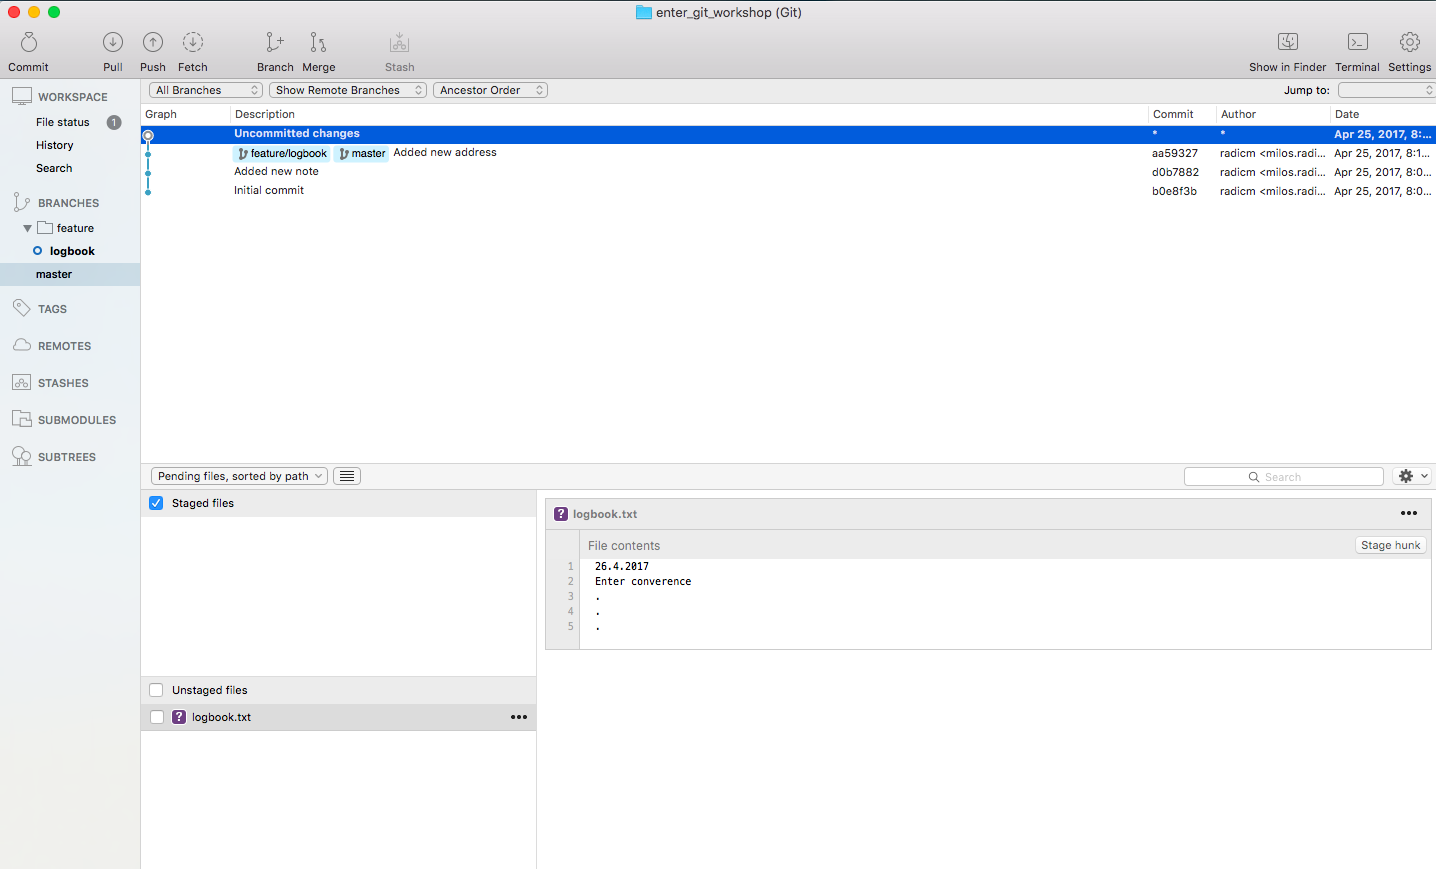 enter_git_workshop (Git)
Commit Pull Push Fetch Branch Merge Stash Show in Finder Terminal Settings
All Branches Show Remote Branches Ancestor Order Jump to:
WORKSPACE
File status 1
History
Search
BRANCHES
feature
logbook
master
TAGS
REMOTES
STASHES
SUBMODULES
SUBTREES
Graph Description Commit Author Date
Uncommitted changes * * Apr 25, 2017, 8:...
feature/logbook master Added new address aa59327 radicm <milos.radi... Apr 25, 2017, 8:1...
Added new note d0b7882 radicm <milos.radi... Apr 25, 2017, 8:0...
Initial commit b0e8f3b radicm <milos.radi... Apr 25, 2017, 8:0...
Pending files, sorted by path Search
Staged files
Unstaged files
? logbook.txt •••
? logbook.txt •••
File contents Stage hunk
1 26.4.2017
2 Enter converence
3 .
4 .
5 .